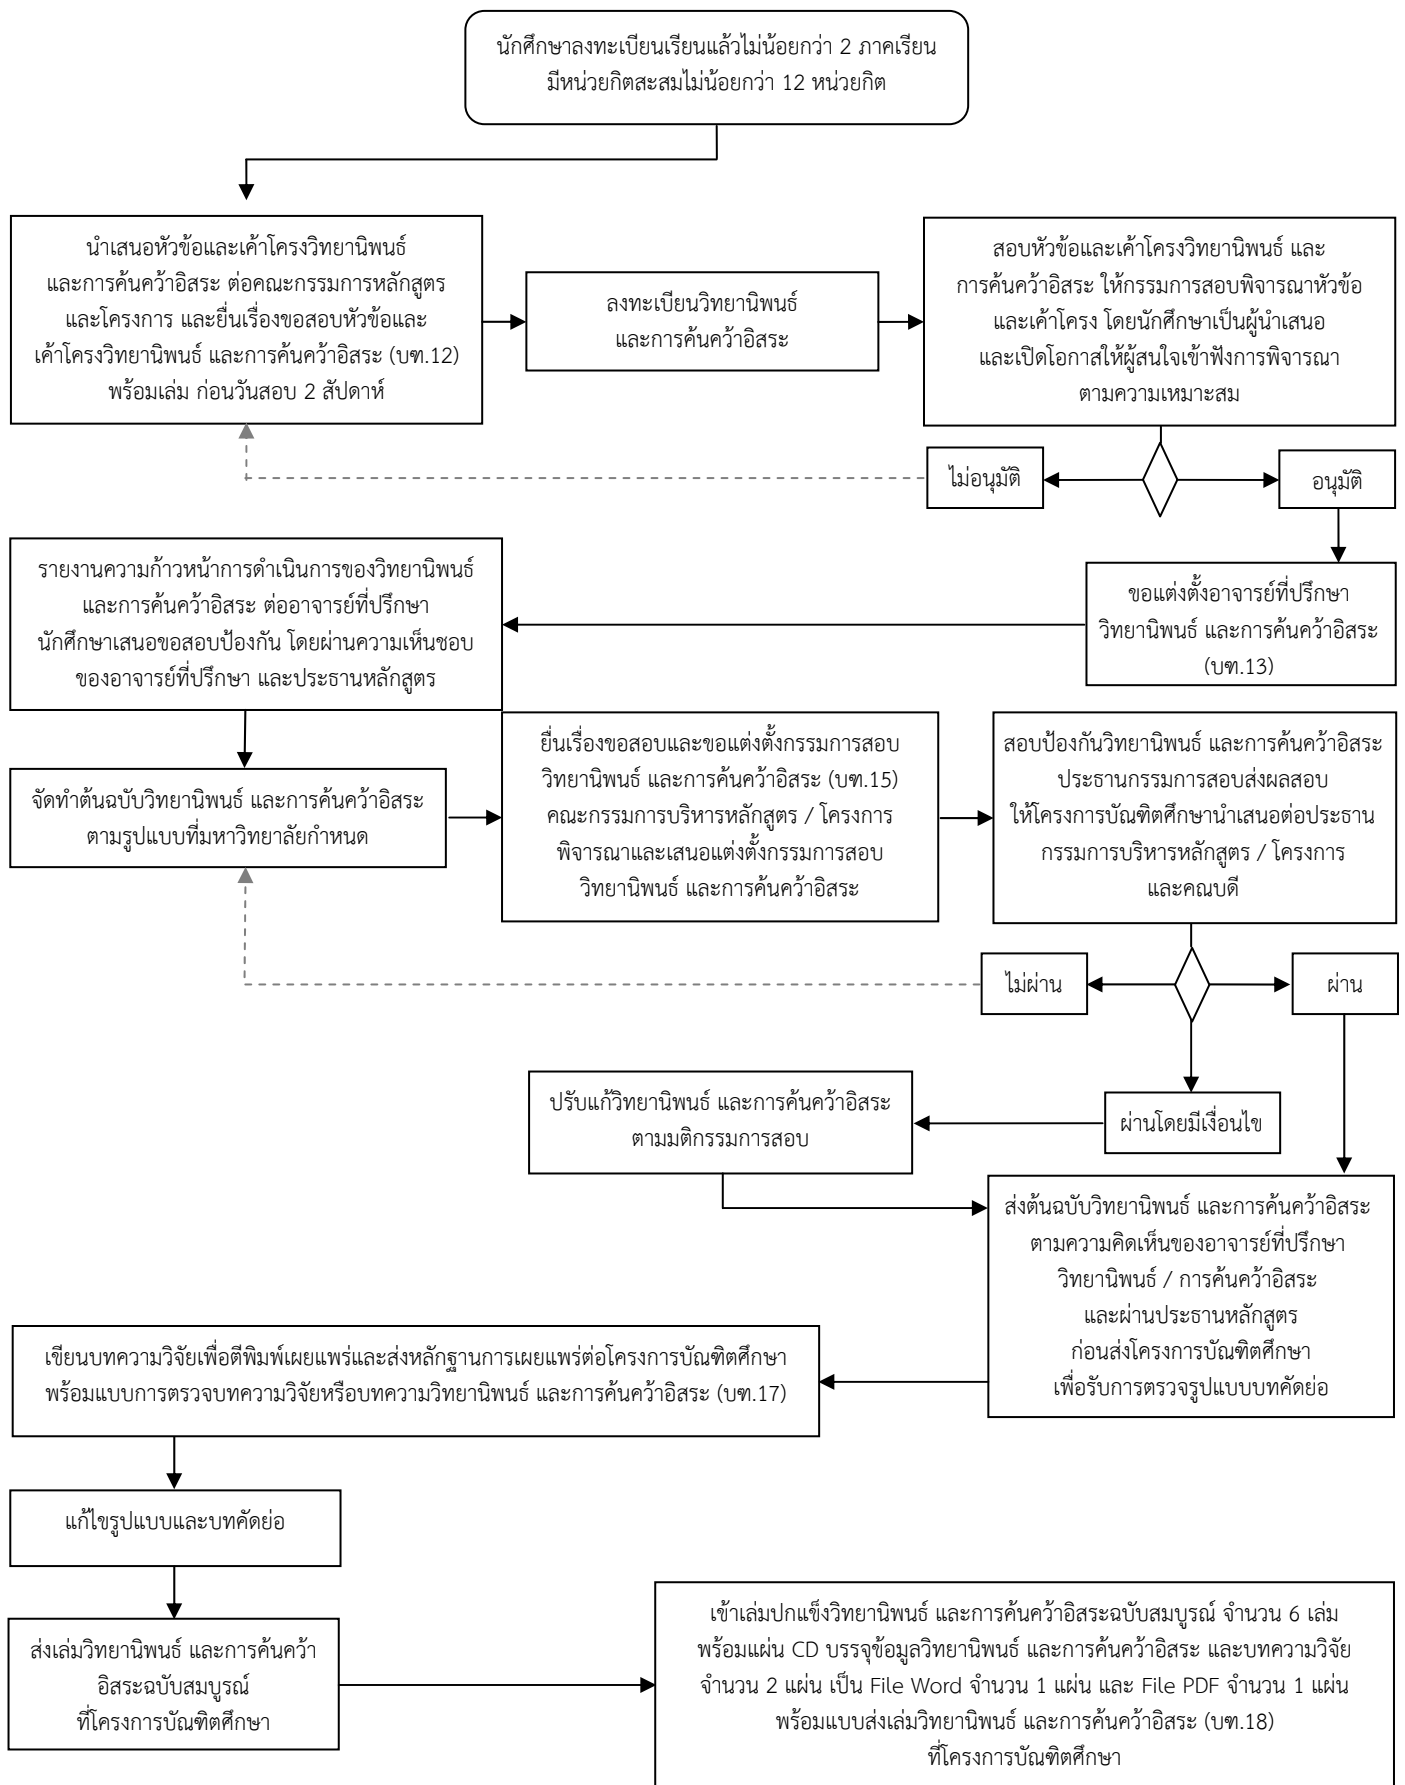 นักศึกษาลงทะเบียนเรียนแล้วไม่น้อยกว่า 2 ภาคเรียน
มีหน่วยกิตสะสมไม่น้อยกว่า 12 หน่วยกิต
นำเสนอหัวข้อและเค้าโครงวิทยานิพนธ์
และการค้นคว้าอิสระ ต่อคณะกรรมการหลักสูตร
และโครงการ และยื่นเรื่องขอสอบหัวข้อและ
เค้าโครงวิทยานิพนธ์ และการค้นคว้าอิสระ (บฑ.12)
พร้อมเล่ม ก่อนวันสอบ 2 สัปดาห์
ลงทะเบียนวิทยานิพนธ์
และการค้นคว้าอิสระ
สอบหัวข้อและเค้าโครงวิทยานิพนธ์ และ
การค้นคว้าอิสระ ให้กรรมการสอบพิจารณาหัวข้อ
และเค้าโครง โดยนักศึกษาเป็นผู้นำเสนอ
และเปิดโอกาสให้ผู้สนใจเข้าฟังการพิจารณา
ตามความเหมาะสม
ไม่อนุมัติ
อนุมัติ
ขอแต่งตั้งอาจารย์ที่ปรึกษา
วิทยานิพนธ์ และการค้นคว้าอิสระ
(บฑ.13)
รายงานความก้าวหน้าการดำเนินการของวิทยานิพนธ์
และการค้นคว้าอิสระ ต่ออาจารย์ที่ปรึกษา
นักศึกษาเสนอขอสอบป้องกัน โดยผ่านความเห็นชอบ
ของอาจารย์ที่ปรึกษา และประธานหลักสูตร
จัดทำต้นฉบับวิทยานิพนธ์ และการค้นคว้าอิสระ
ตามรูปแบบที่มหาวิทยาลัยกำหนด
ยื่นเรื่องขอสอบและขอแต่งตั้งกรรมการสอบ
วิทยานิพนธ์ และการค้นคว้าอิสระ (บฑ.15)
คณะกรรมการบริหารหลักสูตร / โครงการ
พิจารณาและเสนอแต่งตั้งกรรมการสอบ
วิทยานิพนธ์ และการค้นคว้าอิสระ
สอบป้องกันวิทยานิพนธ์ และการค้นคว้าอิสระ
ประธานกรรมการสอบส่งผลสอบ
ให้โครงการบัณฑิตศึกษานำเสนอต่อประธาน
กรรมการบริหารหลักสูตร / โครงการ
และคณบดี
ไม่ผ่าน
ผ่าน
ผ่านโดยมีเงื่อนไข
ปรับแก้วิทยานิพนธ์ และการค้นคว้าอิสระ
ตามมติกรรมการสอบ
ส่งต้นฉบับวิทยานิพนธ์ และการค้นคว้าอิสระ
ตามความคิดเห็นของอาจารย์ที่ปรึกษา
วิทยานิพนธ์ / การค้นคว้าอิสระ
และผ่านประธานหลักสูตร
ก่อนส่งโครงการบัณฑิตศึกษา
เพื่อรับการตรวจรูปแบบบทคัดย่อ
เขียนบทความวิจัยเพื่อตีพิมพ์เผยแพร่และส่งหลักฐานการเผยแพร่ต่อโครงการบัณฑิตศึกษา
พร้อมแบบการตรวจบทความวิจัยหรือบทความวิทยานิพนธ์ และการค้นคว้าอิสระ (บฑ.17)
แก้ไขรูปแบบและบทคัดย่อ
ส่งเล่มวิทยานิพนธ์ และการค้นคว้า
อิสระฉบับสมบูรณ์
ที่โครงการบัณฑิตศึกษา
เข้าเล่มปกแข็งวิทยานิพนธ์ และการค้นคว้าอิสระฉบับสมบูรณ์ จำนวน 6 เล่ม
พร้อมแผ่น CD บรรจุข้อมูลวิทยานิพนธ์ และการค้นคว้าอิสระ และบทความวิจัย
จำนวน 2 แผ่น เป็น File Word จำนวน 1 แผ่น และ File PDF จำนวน 1 แผ่น
พร้อมแบบส่งเล่มวิทยานิพนธ์ และการค้นคว้าอิสระ (บฑ.18)
ที่โครงการบัณฑิตศึกษา